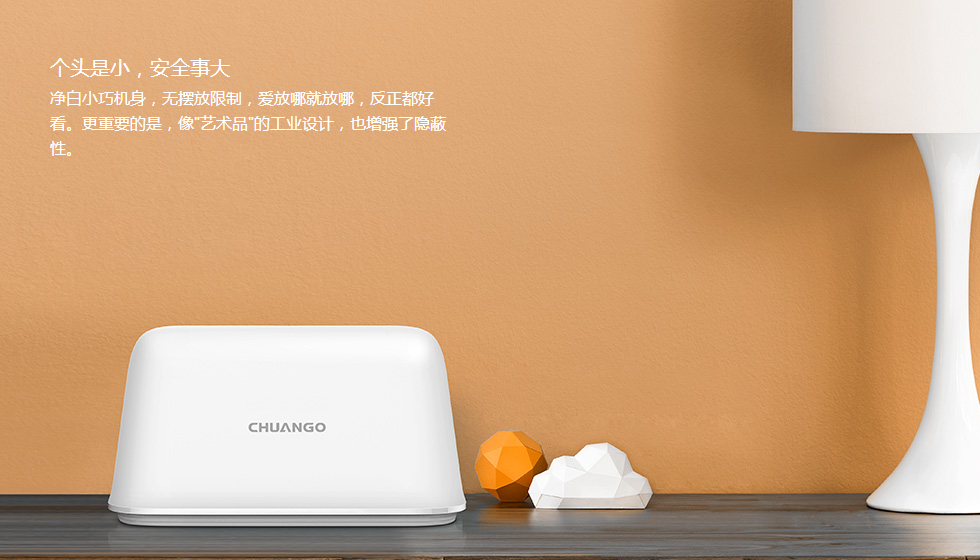 个头是小，安全事大
净白小巧机身，无摆放限制，爱放哪就放哪，反正都好
看。更重要的是，像"艺术品"的工业设计，也增强了隐蔽
性。
CHUANGO